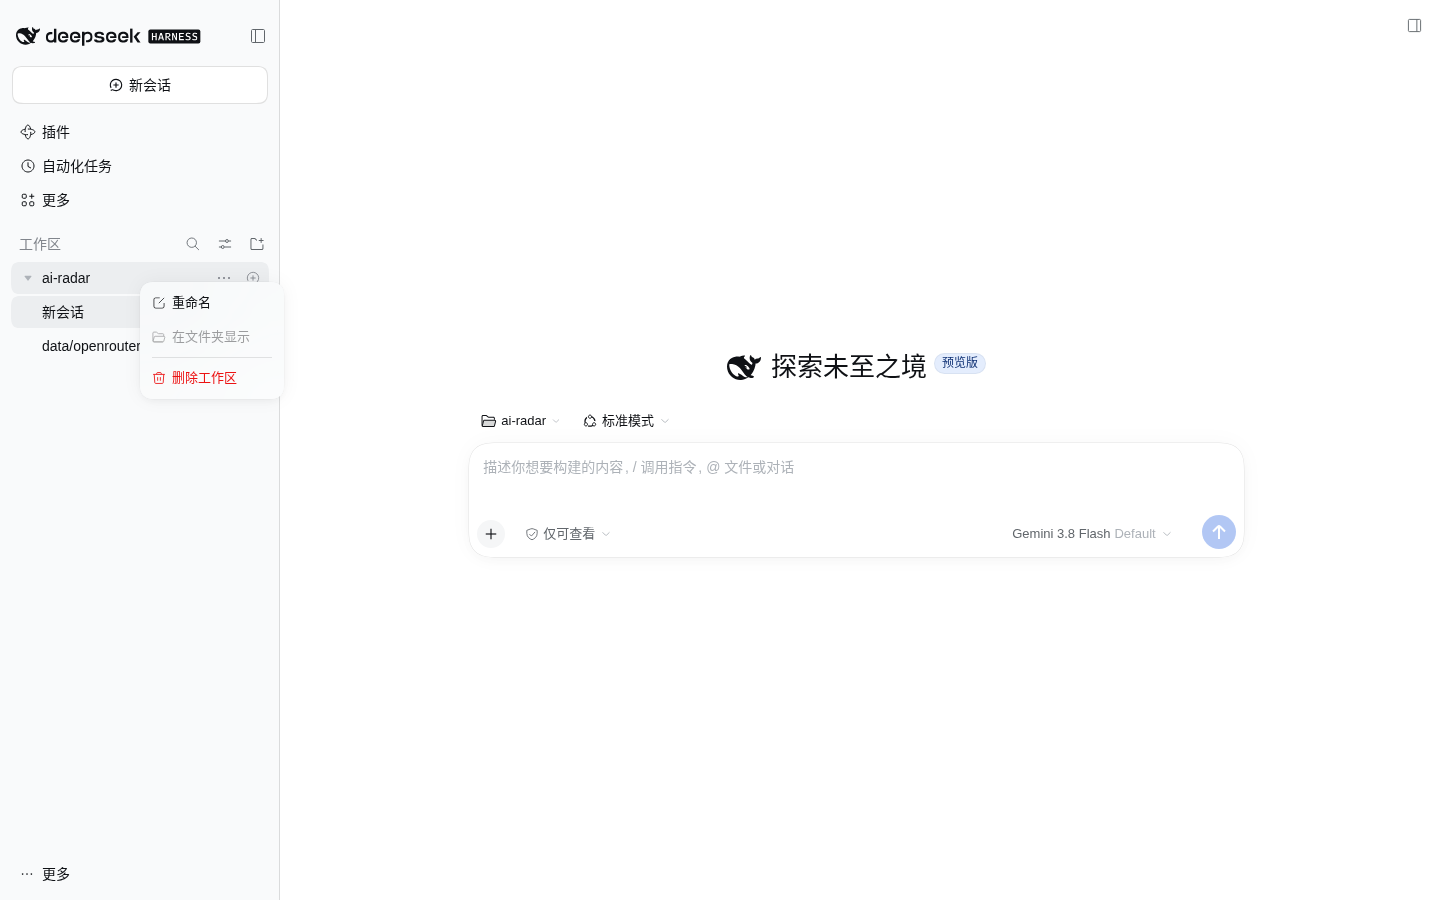 deepseek HARNESS
新会话
插件
自动化任务
更多
工作区
ai-radar
新会话
data/openrouter
重命名
在文件夹显示
删除工作区
探索未至之境 预览版
ai-radar 标准模式
描述你想要构建的内容, / 调用指令, @ 文件或对话
仅可查看 Gemini 3.8 Flash Default
更多